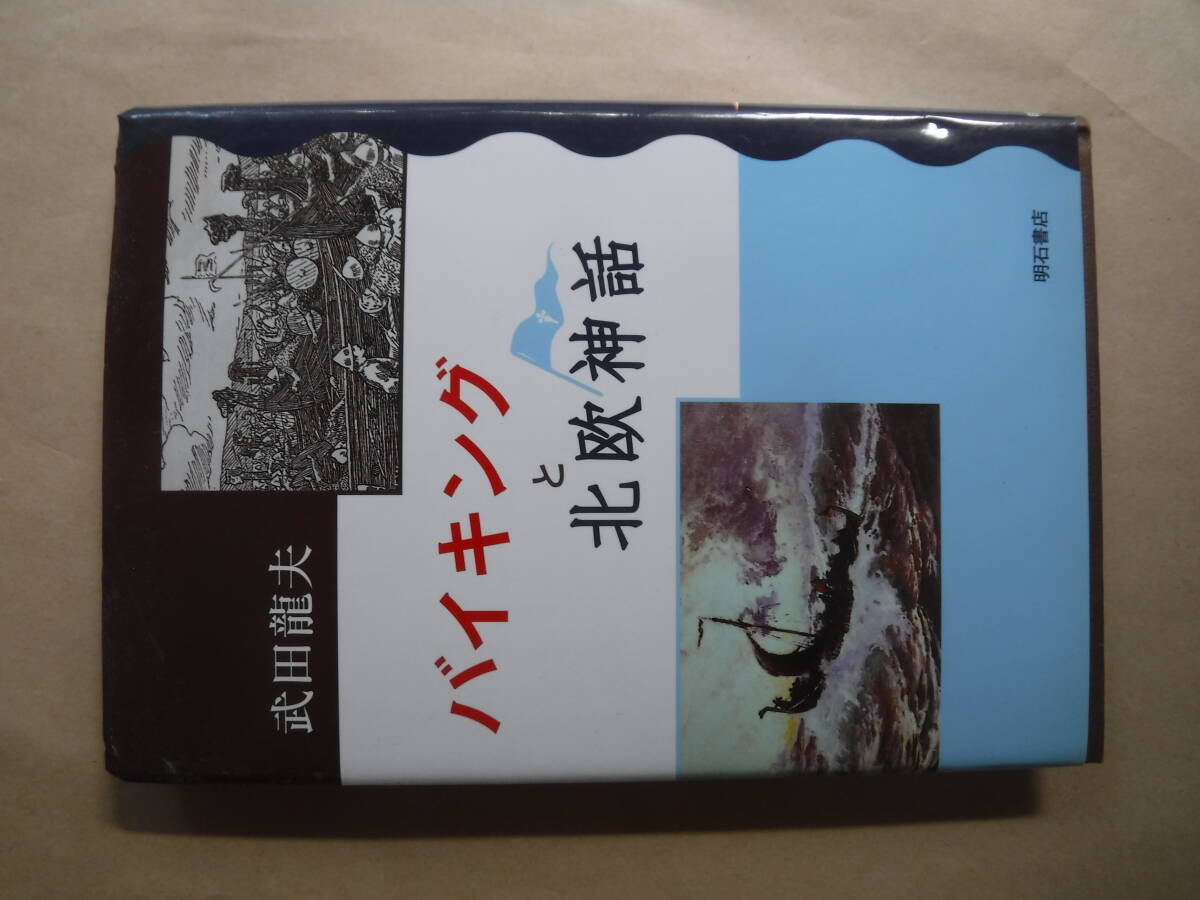 武田龍夫
バイキング
と
北欧神話
明石書店